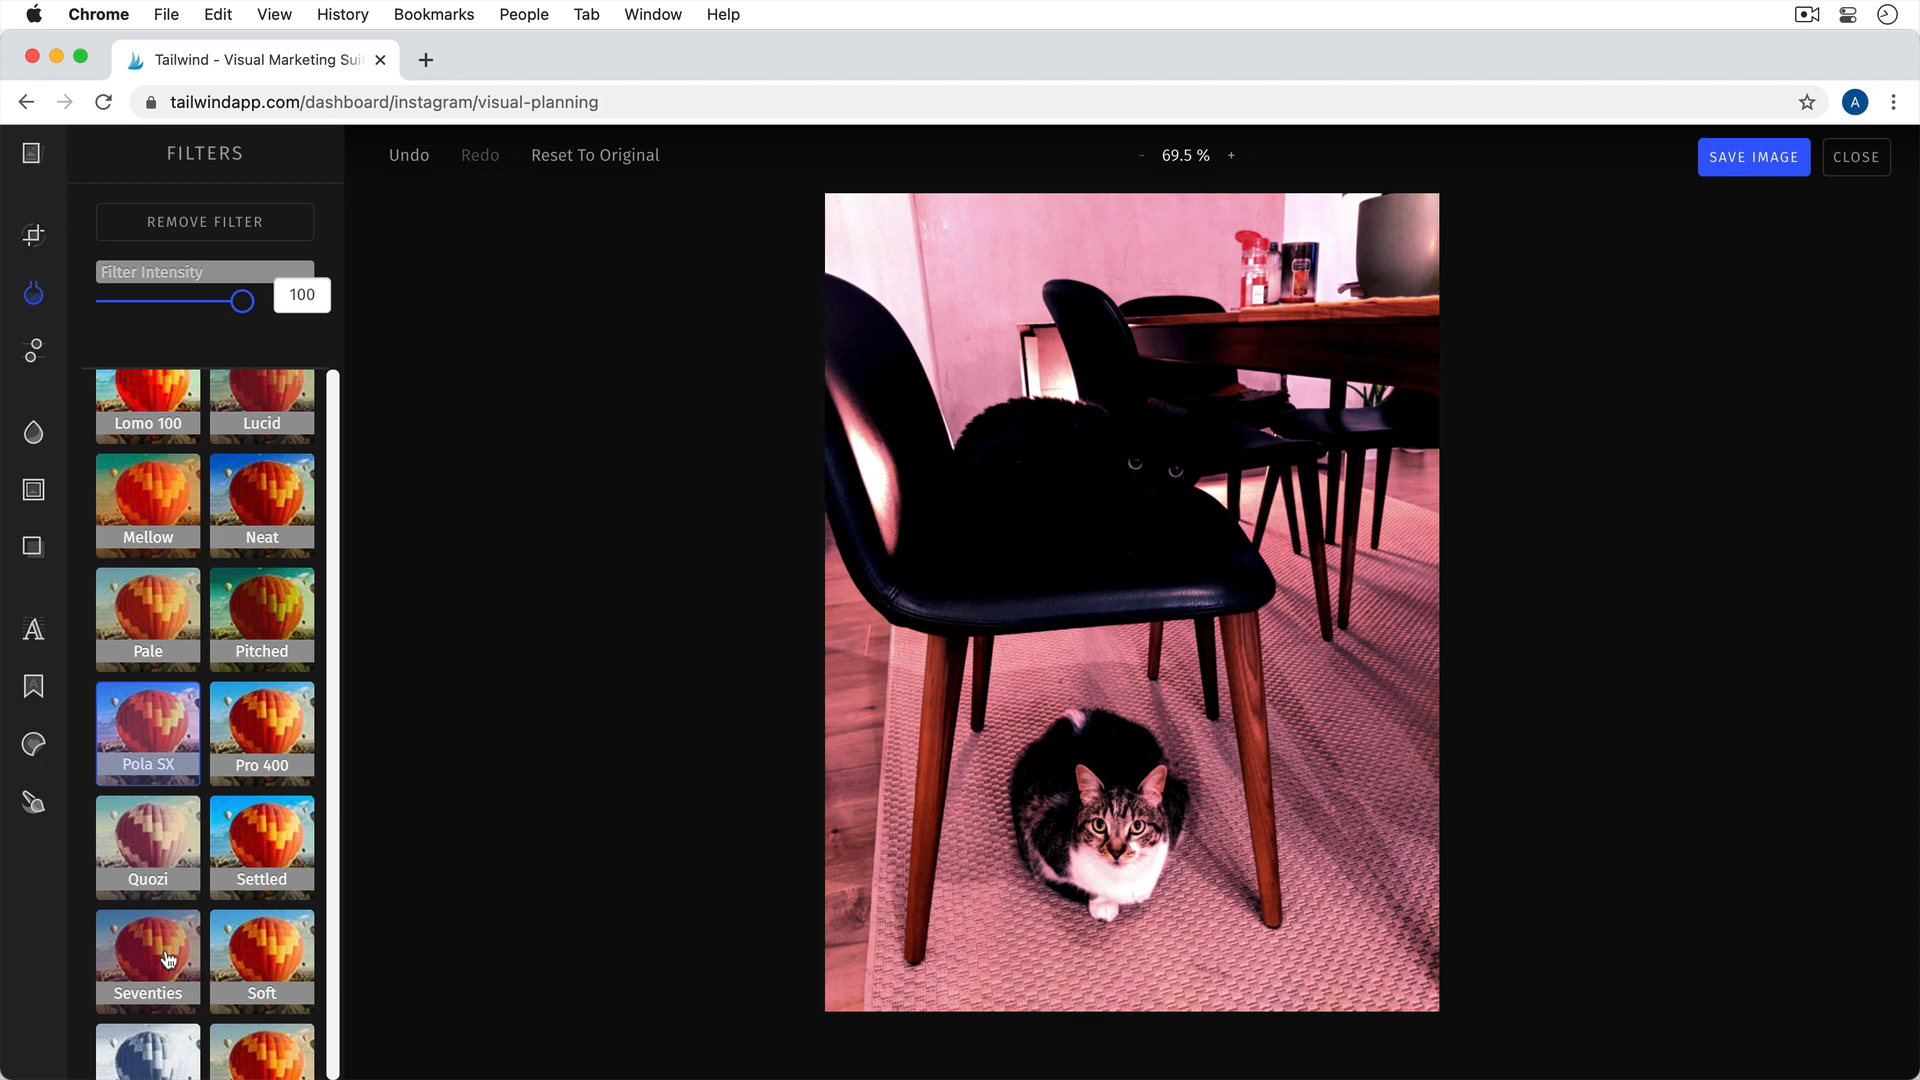 Chrome File Edit View History Bookmarks People Tab Window Help
Tailwind - Visual Marketing Sui
tailwindapp.com/dashboard/instagram/visual-planning
A
FILTERS
Undo Redo Reset To Original
- 69.5 % +
SAVE IMAGE
CLOSE
REMOVE FILTER
Filter Intensity
100
Lomo 100
Lucid
Mellow
Neat
Pale
Pitched
Pola SX
Pro 400
Quozi
Settled
Seventies
Soft